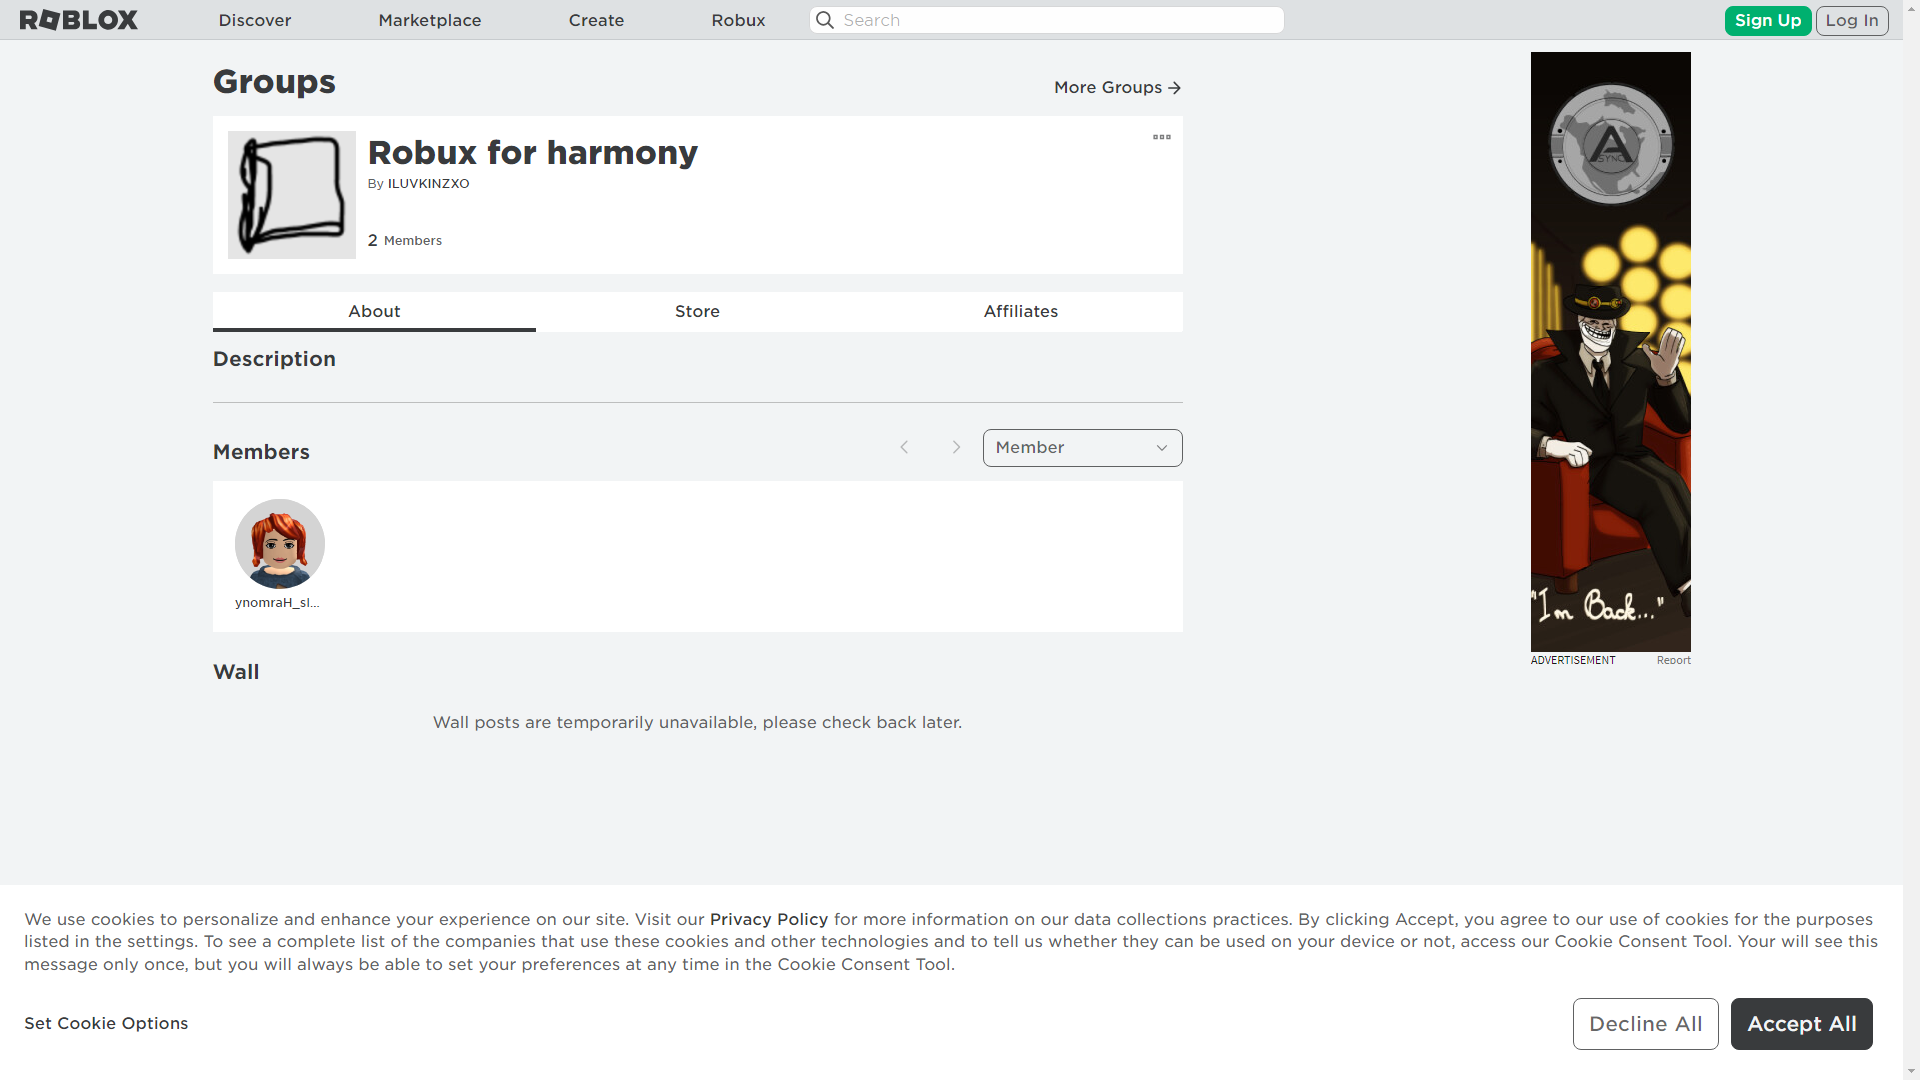 ROBLOX
Discover
Marketplace
Create
Robux
Search
Sign Up
Log In
Groups
More Groups
Robux for harmony
By ILUVKINZXO
2 Members
About
Store
Affiliates
Description
Members
Member
ynomraH_sl...
Wall
Wall posts are temporarily unavailable, please check back later.
A
SYNC
"I'm Back..."
ADVERTISEMENT
Report
We use cookies to personalize and enhance your experience on our site. Visit our Privacy Policy for more information on our data collections practices. By clicking Accept, you agree to our use of cookies for the purposes
listed in the settings. To see a complete list of the companies that use these cookies and other technologies and to tell us whether they can be used on your device or not, access our Cookie Consent Tool. Your will see this
message only once, but you will always be able to set your preferences at any time in the Cookie Consent Tool.
Set Cookie Options
Decline All
Accept All